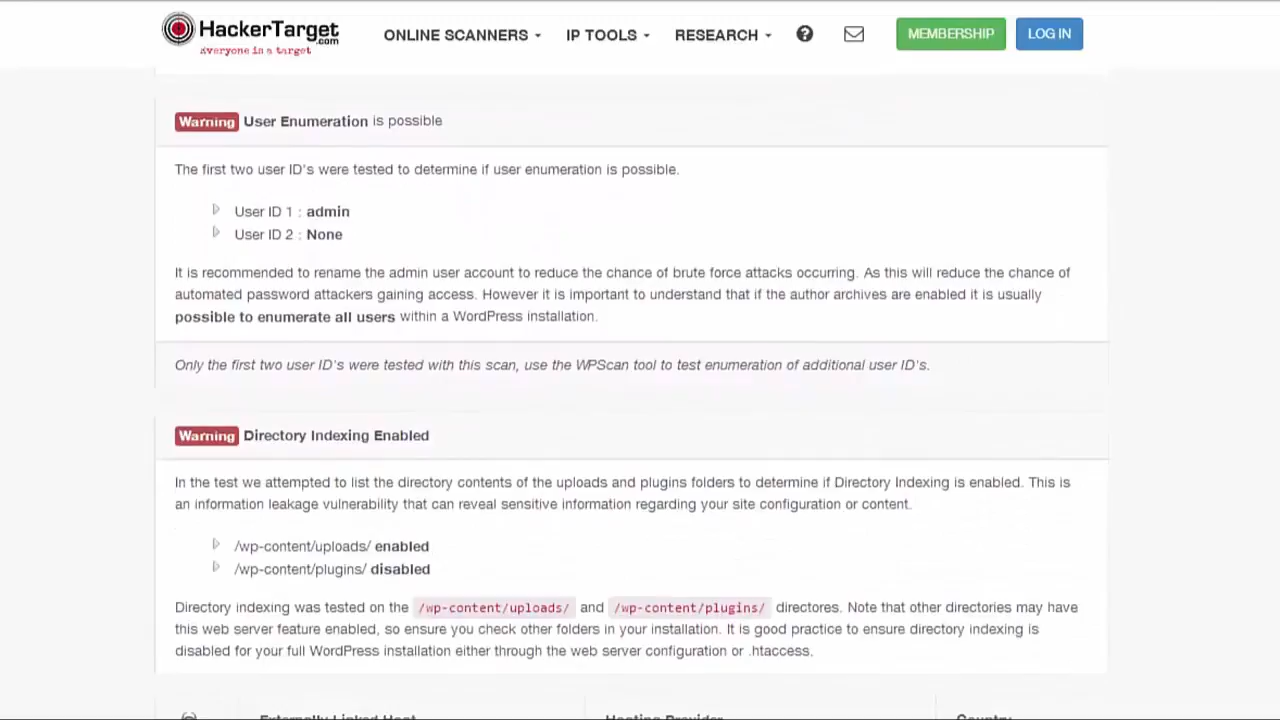 HackerTarget
.com
everyone is a target
ONLINE SCANNERS
IP TOOLS
RESEARCH
?
MEMBERSHIP
LOG IN
Warning User Enumeration is possible
The first two user ID's were tested to determine if user enumeration is possible.
User ID 1 : admin
User ID 2 : None
It is recommended to rename the admin user account to reduce the chance of brute force attacks occurring. As this will reduce the chance of
automated password attackers gaining access. However it is important to understand that if the author archives are enabled it is usually
possible to enumerate all users within a WordPress installation.
Only the first two user ID's were tested with this scan, use the WPScan tool to test enumeration of additional user ID's.
Warning Directory Indexing Enabled
In the test we attempted to list the directory contents of the uploads and plugins folders to determine if Directory Indexing is enabled. This is
an information leakage vulnerability that can reveal sensitive information regarding your site configuration or content.
/wp-content/uploads/ enabled
/wp-content/plugins/ disabled
Directory indexing was tested on the /wp-content/uploads/ and /wp-content/plugins/ directores. Note that other directories may have
this web server feature enabled, so ensure you check other folders in your installation. It is good practice to ensure directory indexing is
disabled for your full WordPress installation either through the web server configuration or .htaccess.
Externally Linked Host
Hosting Provider
Country